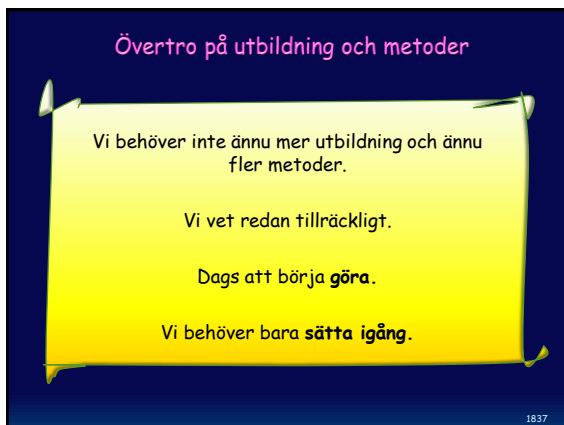 Övertro på utbildning och metoder
Vi behöver inte ännu mer utbildning och ännu
fler metoder.
Vi vet redan tillräckligt.
Dags att börja göra.
Vi behöver bara sätta igång.
1837